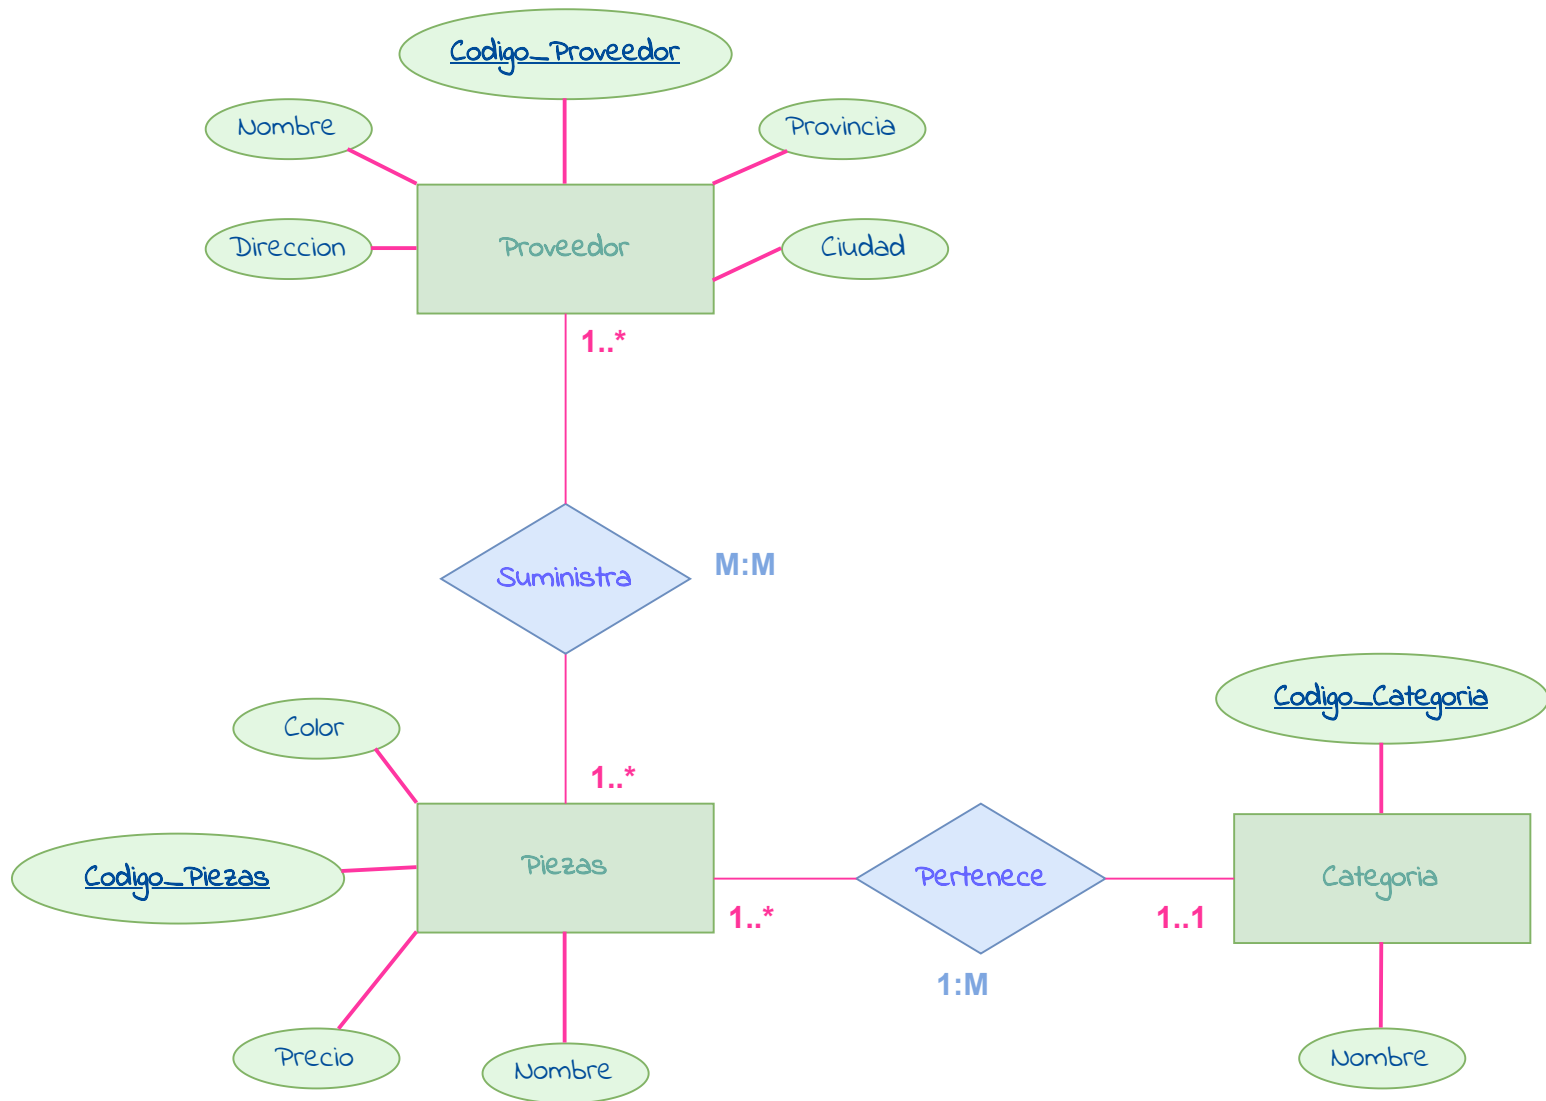 Codigo_Proveedor
Nombre
Provincia
Direccion
Proveedor
Ciudad
1..*
Suministra
M:M
Codigo_Categoria
Color
1..*
Codigo_Piezas
Piezas
Pertenece
Categoria
1..*
1..1
1:M
Precio
Nombre
Nombre